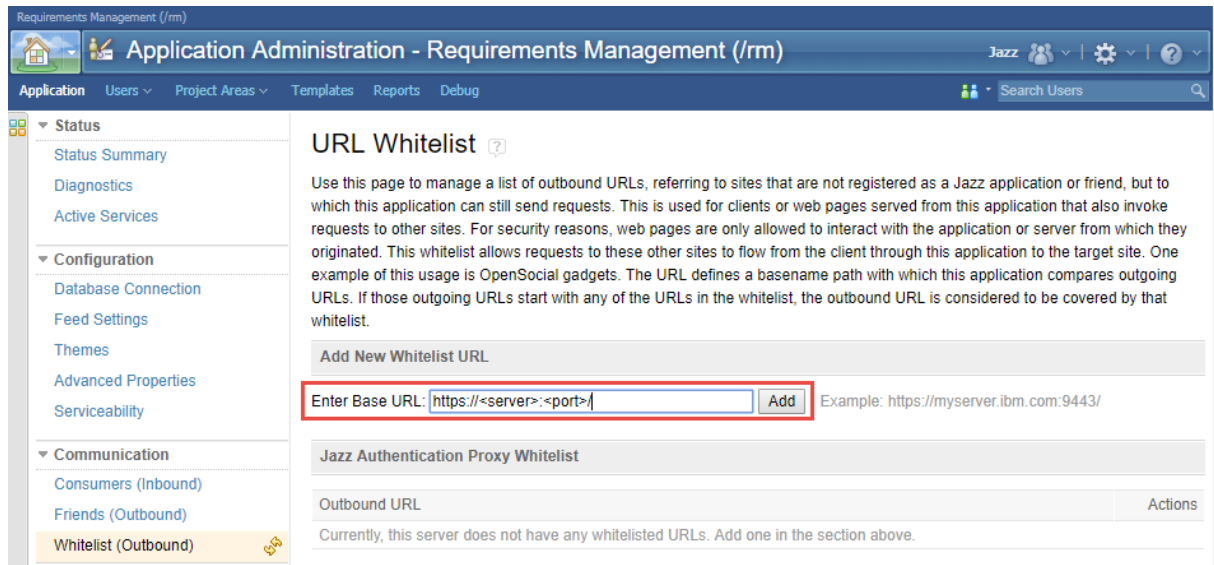 Requirements Management (/rm)
Application Administration - Requirements Management (/rm)
Jazz
Application Users Project Areas Templates Reports Debug
Search Users
Status
Status Summary
Diagnostics
Active Services
Configuration
Database Connection
Feed Settings
Themes
Advanced Properties
Serviceability
Communication
Consumers (Inbound)
Friends (Outbound)
Whitelist (Outbound)
URL Whitelist ?
Use this page to manage a list of outbound URLs, referring to sites that are not registered as a Jazz application or friend, but to
which this application can still send requests. This is used for clients or web pages served from this application that also invoke
requests to other sites. For security reasons, web pages are only allowed to interact with the application or server from which they
originated. This whitelist allows requests to these other sites to flow from the client through this application to the target site. One
example of this usage is OpenSocial gadgets. The URL defines a basename path with which this application compares outgoing
URLs. If those outgoing URLs start with any of the URLs in the whitelist, the outbound URL is considered to be covered by that
whitelist.
Add New Whitelist URL
Enter Base URL: https://<server>:<port>/ Add Example: https://myserver.ibm.com:9443/
Jazz Authentication Proxy Whitelist
Outbound URL Actions
Currently, this server does not have any whitelisted URLs. Add one in the section above.